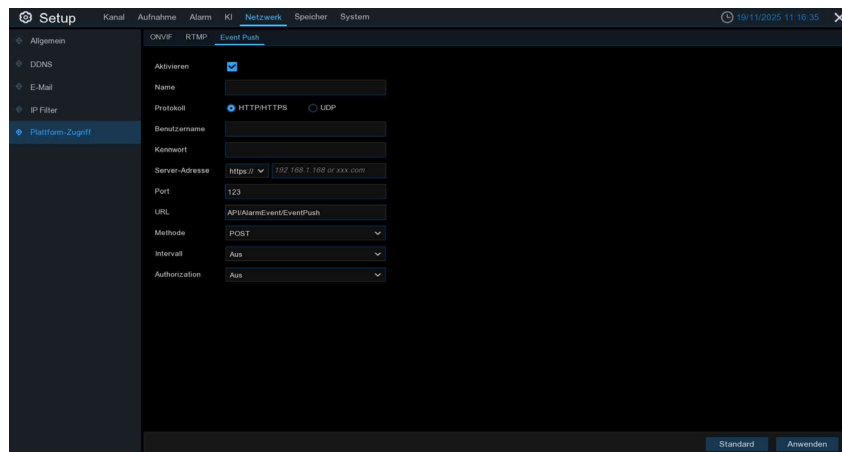 Setup Kanal Aufnahme Alarm KI Netzwerk Speicher System 19/11/2025 11:16:35
Allgemein
DDNS
E-Mail
IP Filter
Plattform-Zugriff
ONVIF RTMP Event Push
Aktivieren
Name
Protokoll HTTP/HTTPS UDP
Benutzername
Kennwort
Server-Adresse https:// 192.168.1.168 or xxx.com
Port 123
URL API/AlarmEvent/EventPush
Methode POST
Intervall Aus
Authorization Aus
Standard Anwenden